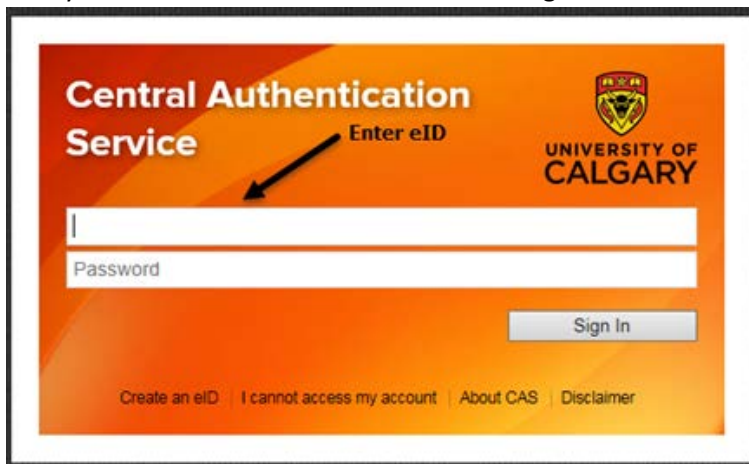 Central Authentication
Service
Enter eID
UNIVERSITY OF
CALGARY
Password
Sign In
Create an eID | I cannot access my account | About CAS | Disclaimer